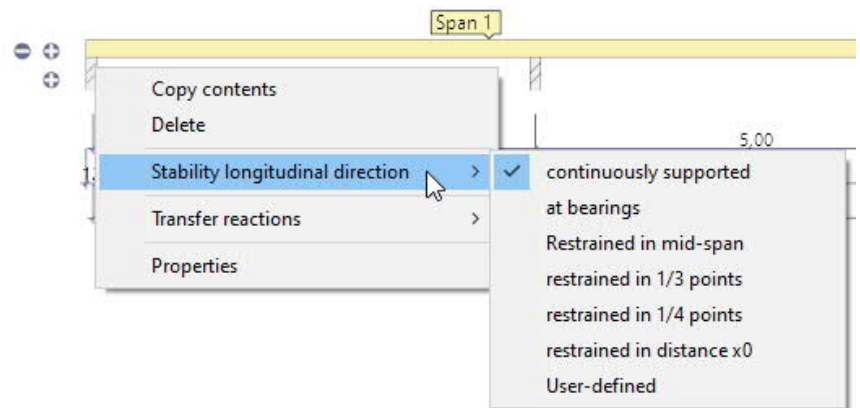 Span 1
Copy contents
Delete
5,00
Stability longitudinal direction
continuously supported
at bearings
Transfer reactions
Restrained in mid-span
Properties
restrained in 1/3 points
restrained in 1/4 points
restrained in distance x0
User-defined